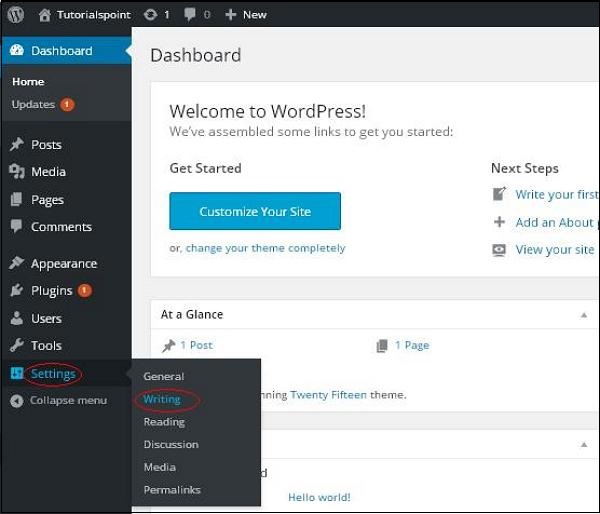 Tutorialspoint 1 0 New
Dashboard
Home
Updates 1
Posts
Media
Pages
Comments
Appearance
Plugins 1
Users
Tools
Settings
Collapse menu
General
Writing
Reading
Discussion
Media
Permalinks
Dashboard
Welcome to WordPress!
We've assembled some links to get you started:
Get Started
Customize Your Site
or, change your theme completely
Next Steps
Write your first
Add an About
View your site
At a Glance
1 Post
1 Page
Twenty Fifteen theme.
Hello world!